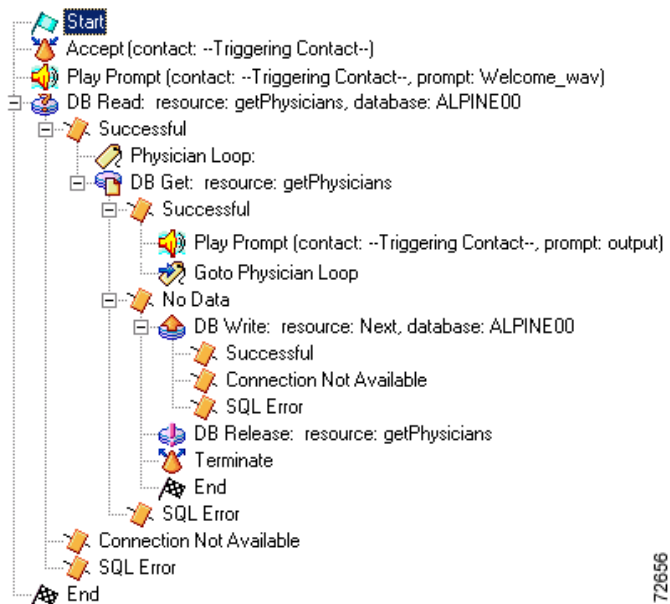 Start
Accept (contact: --Triggering Contact--)
Play Prompt (contact: --Triggering Contact--, prompt: Welcome_wav)
DB Read: resource: getPhysicians, database: ALPINE00
Successful
Physician Loop:
DB Get: resource: getPhysicians
Successful
Play Prompt (contact: --Triggering Contact--, prompt: output)
Goto Physician Loop
No Data
DB Write: resource: Next, database: ALPINE00
Successful
Connection Not Available
SQL Error
DB Release: resource: getPhysicians
Terminate
End
SQL Error
Connection Not Available
SQL Error
End
72656